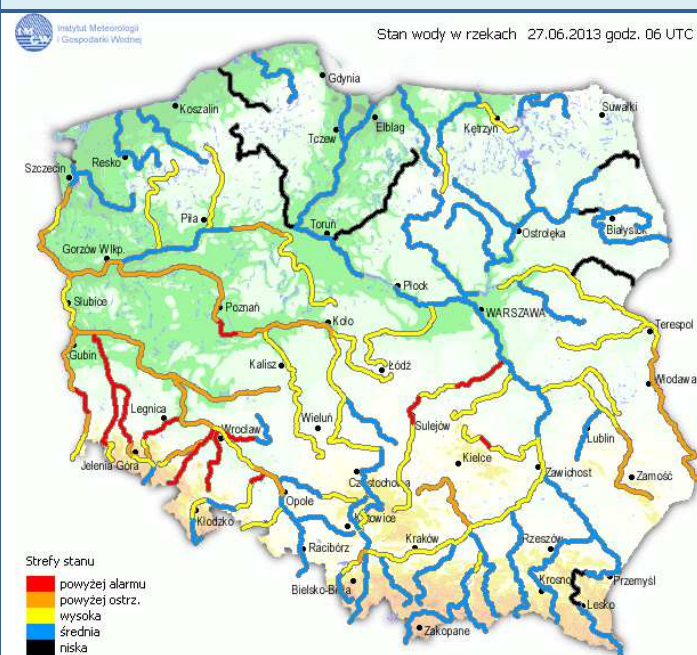 Instytut Meteorologii
i Gospodarki Wodnej
Stan wody w rzekach 27.06.2013 godz. 06 UTC
Gdynia
Suwałki
Koszalin
Elblag
Kętrzyn
Tczew
Resko
Szczecin
Piła
Toruń
Ostrołęka
Białystok
Gorzów Wlkp.
Płock
Słubice
Poznań
Koło
WARSZAWA
Terespol
Gubin
Kalisz
Łódź
Włodawa
Legnica
Wrocław
Wieluń
Sulejów
Lublin
Jelenia Góra
Kielce
Zawichost
Zamość
Częstochowa
Opole
Kłodzko
Katowice
Racibórz
Kraków
Rzeszów
Strefy stanu
powyżej alarmu
powyżej ostrz.
wysoka
średnia
niska
Bielsko-Biała
Krosno
Przemyśl
Lesko
Zakopane